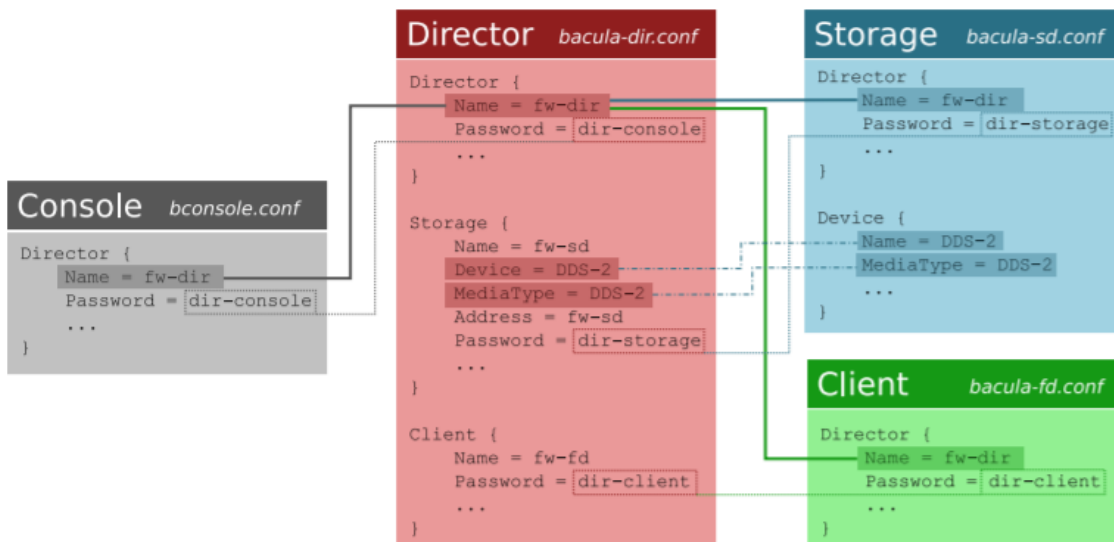 Console bconsole.conf
Director {
Name = fw-dir
Password = dir-console
...
}
Director bacula-dir.conf
Director {
Name = fw-dir
Password = dir-console
...
}
Storage {
Name = fw-sd
Device = DDS-2
MediaType = DDS-2
Address = fw-sd
Password = dir-storage
...
}
Client {
Name = fw-fd
Password = dir-client
...
}
Storage bacula-sd.conf
Director {
Name = fw-dir
Password = dir-storage
...
}
Device {
Name = DDS-2
MediaType = DDS-2
...
}
Client bacula-fd.conf
Director {
Name = fw-dir
Password = dir-client
...
}